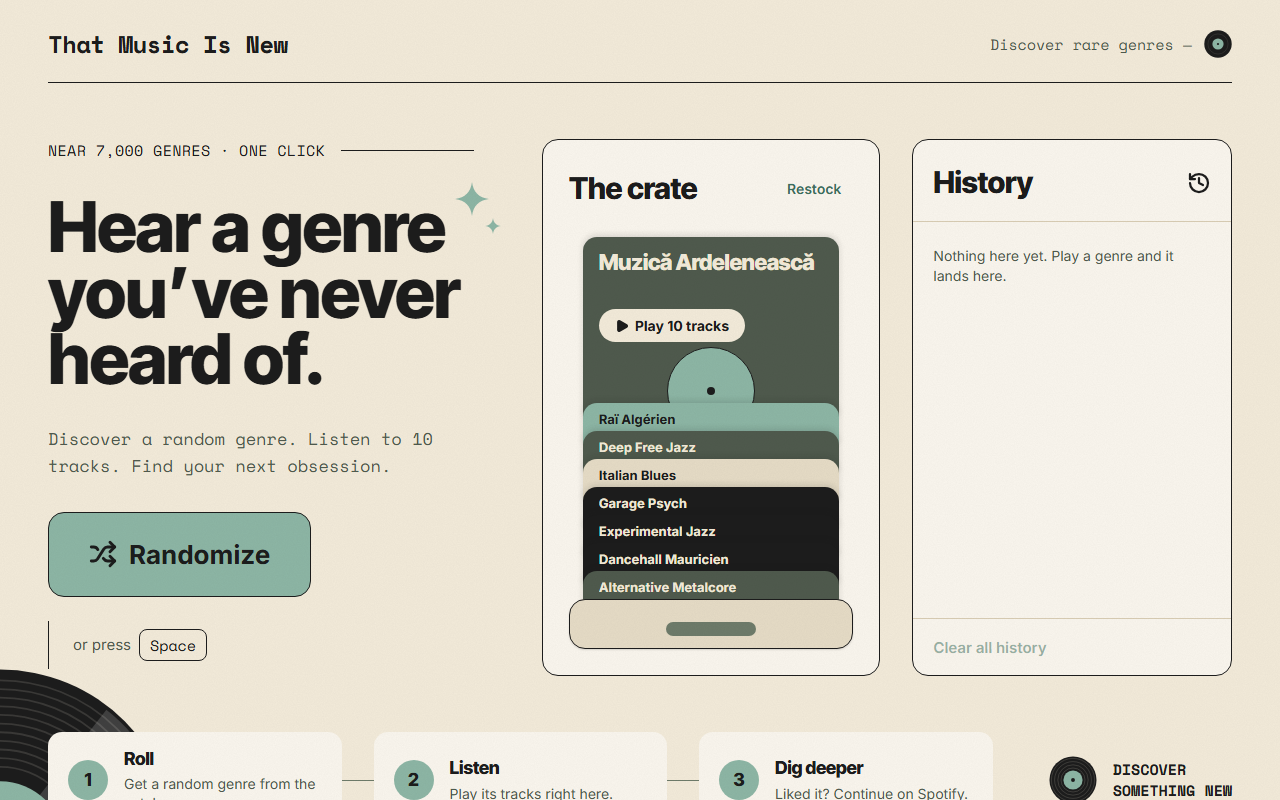 That Music Is New
Discover rare genres —
NEAR 7,000 GENRES · ONE CLICK
Hear a genre
you’ve never
heard of.
Discover a random genre. Listen to 10
tracks. Find your next obsession.
Randomize
or press Space
The crate
Restock
Muzică Ardelenească
Play 10 tracks
Raï Algérien
Deep Free Jazz
Italian Blues
Garage Psych
Experimental Jazz
Dancehall Mauricien
Alternative Metalcore
History
Nothing here yet. Play a genre and it
lands here.
Clear all history
1
Roll
Get a random genre from the
2
Listen
Play its tracks right here.
3
Dig deeper
Liked it? Continue on Spotify.
DISCOVER
SOMETHING NEW